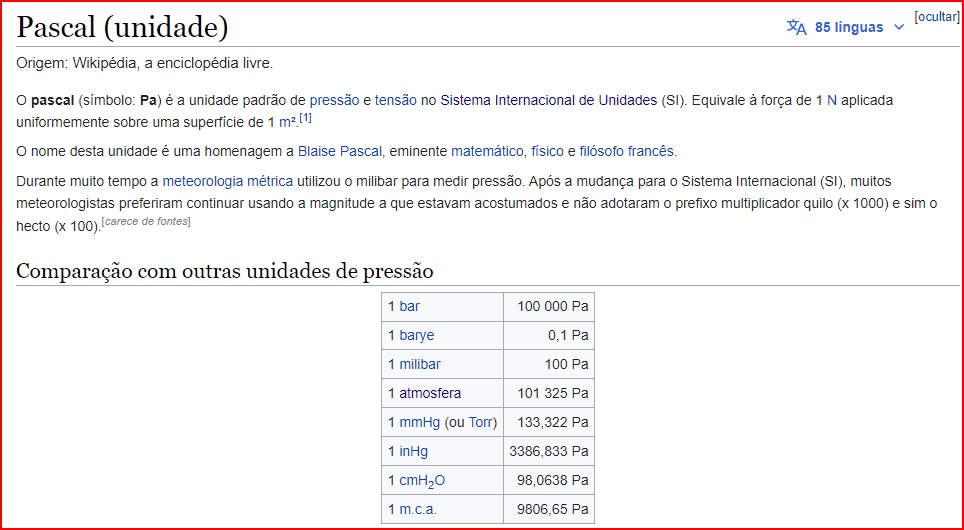 Pascal (unidade)
85 línguas
[ocultar]
Origem: Wikipédia, a enciclopédia livre.
O pascal (símbolo: Pa) é a unidade padrão de pressão e tensão no Sistema Internacional de Unidades (SI). Equivale à força de 1 N aplicada
uniformemente sobre uma superfície de 1 m².[1]
O nome desta unidade é uma homenagem a Blaise Pascal, eminente matemático, físico e filósofo francês.
Durante muito tempo a meteorologia métrica utilizou o milibar para medir pressão. Após a mudança para o Sistema Internacional (SI), muitos
meteorologistas preferiram continuar usando a magnitude a que estavam acostumados e não adotaram o prefixo multiplicador quilo (x 1000) e sim o
hecto (x 100).[carece de fontes]
Comparação com outras unidades de pressão
1 bar 100 000 Pa
1 barye 0,1 Pa
1 milibar 100 Pa
1 atmosfera 101 325 Pa
1 mmHg (ou Torr) 133,322 Pa
1 inHg 3386,833 Pa
1 cmH₂O 98,0638 Pa
1 m.c.a. 9806,65 Pa